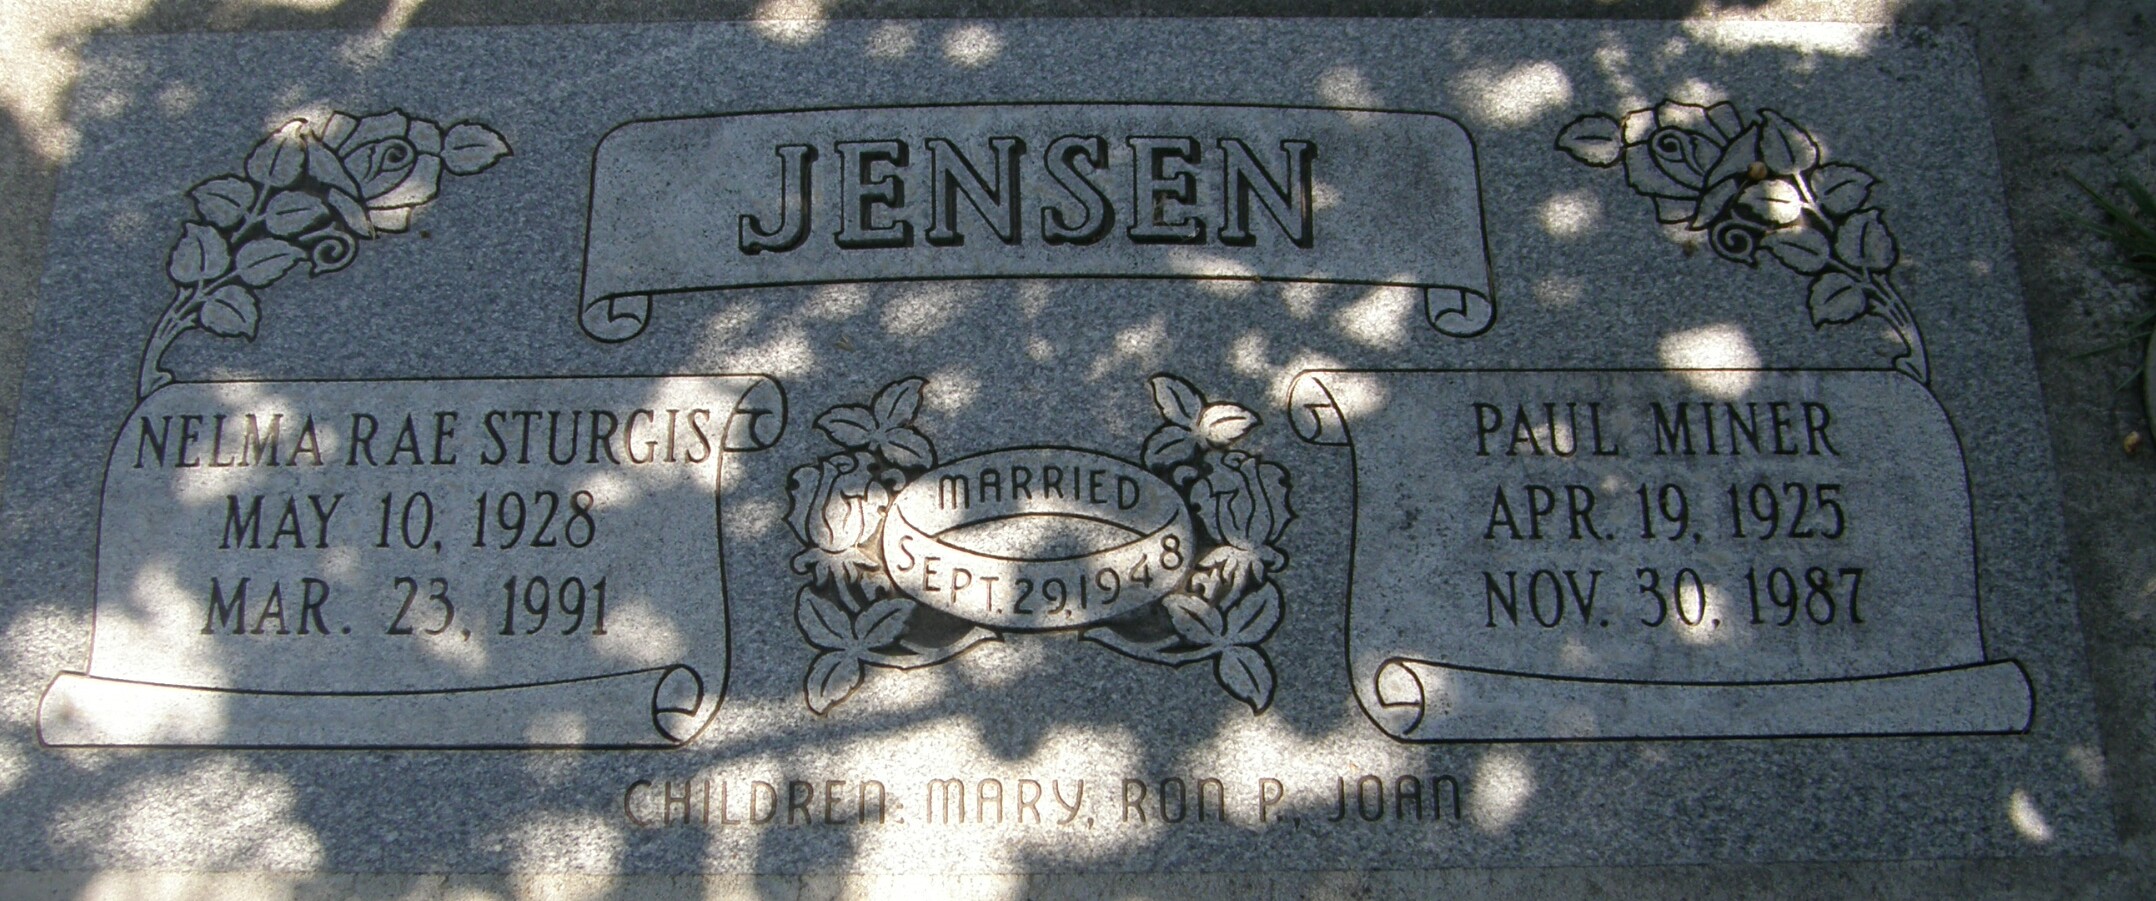 JENSEN
NELMA RAE STURGIS
MAY 10, 1928
MAR. 23, 1991
MARRIED
SEPT. 29, 1948
PAUL MINER
APR. 19, 1925
NOV. 30, 1987
CHILDREN: MARY, RON P., JOAN